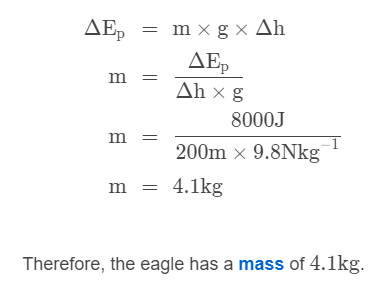 ΔEₚ = m × g × Δh
m = ΔEₚ / Δh × g
m = 8000J / 200m × 9.8Nkg⁻¹
m = 4.1kg
Therefore, the eagle has a mass of 4.1kg.